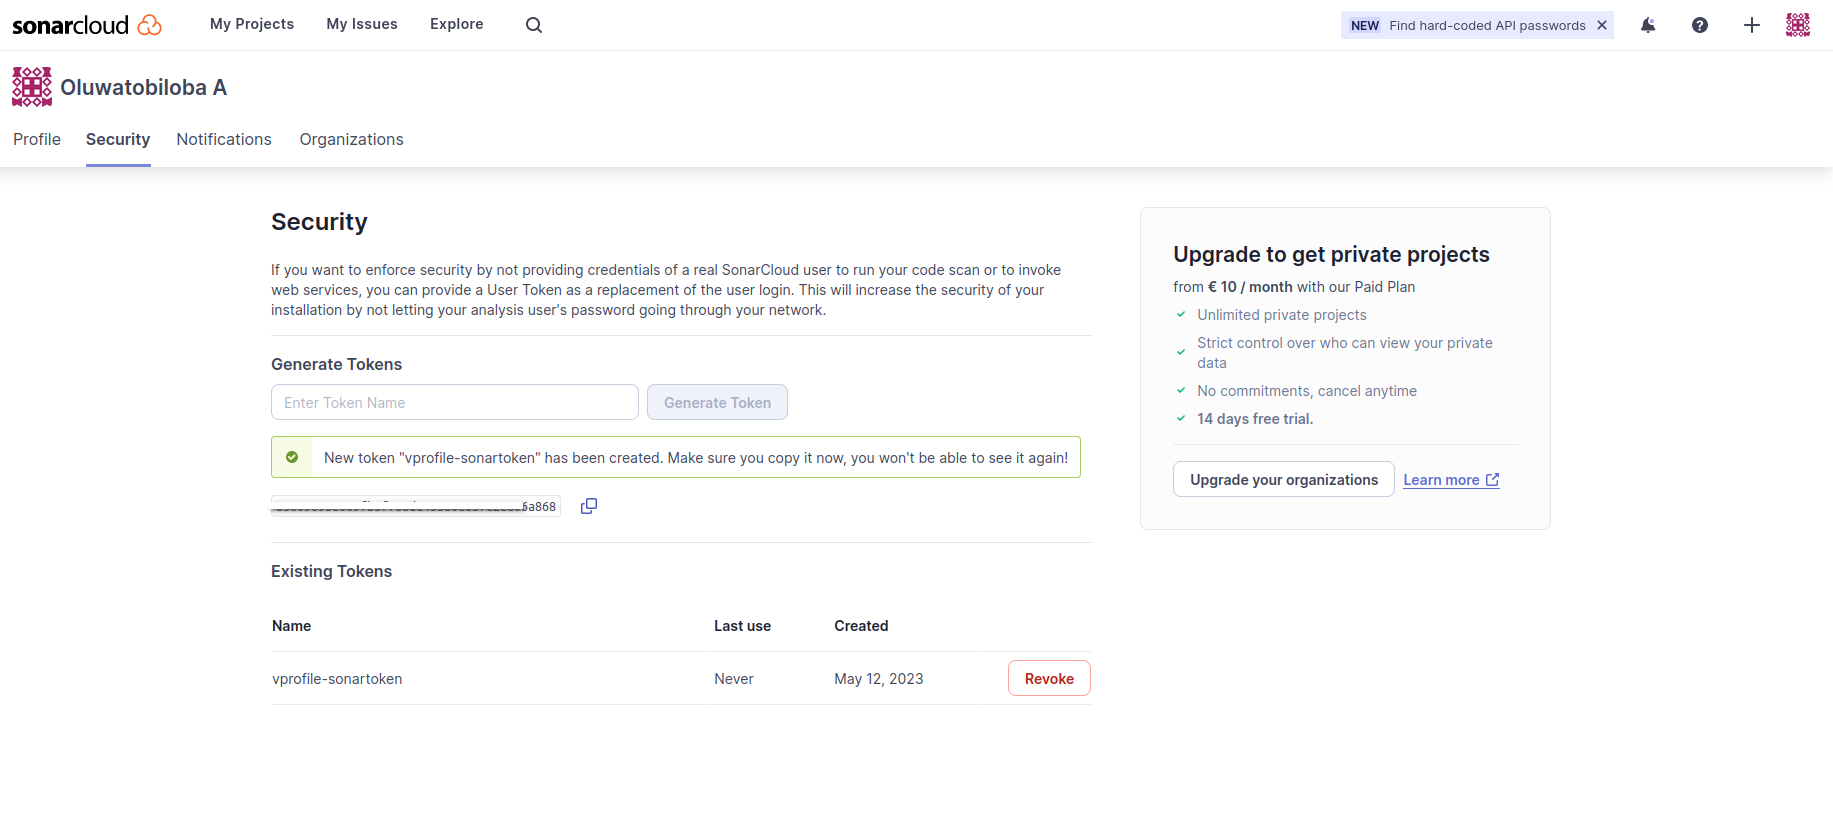 sonarcloud My Projects My Issues Explore NEW Find hard-coded API passwords
Oluwatobiloba A
Profile Security Notifications Organizations
Security
If you want to enforce security by not providing credentials of a real SonarCloud user to run your code scan or to invoke
web services, you can provide a User Token as a replacement of the user login. This will increase the security of your
installation by not letting your analysis user's password going through your network.
Generate Tokens
Enter Token Name Generate Token
New token "vprofile-sonartoken" has been created. Make sure you copy it now, you won't be able to see it again!
a868
Existing Tokens
Name Last use Created
vprofile-sonartoken Never May 12, 2023 Revoke
Upgrade to get private projects
from € 10 / month with our Paid Plan
Unlimited private projects
Strict control over who can view your private
data
No commitments, cancel anytime
14 days free trial.
Upgrade your organizations Learn more